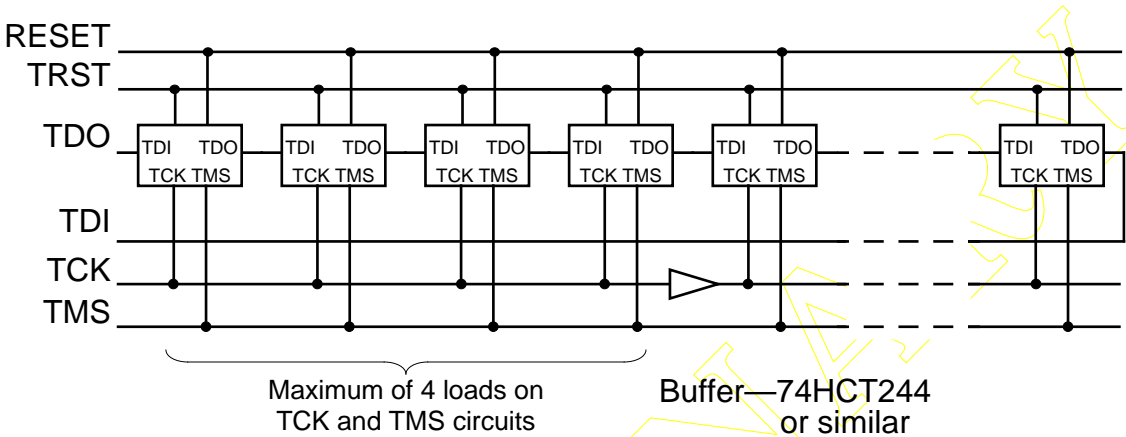 RESET
TRST
TDO
TDI TDO TDI TDO TDI TDO TDI TDO TDI TDO TDI TDO
TCK TMS TCK TMS TCK TMS TCK TMS TCK TMS TCK TMS
TDI
TCK
TMS
Maximum of 4 loads on
TCK and TMS circuits
Buffer—74HCT244
or similar